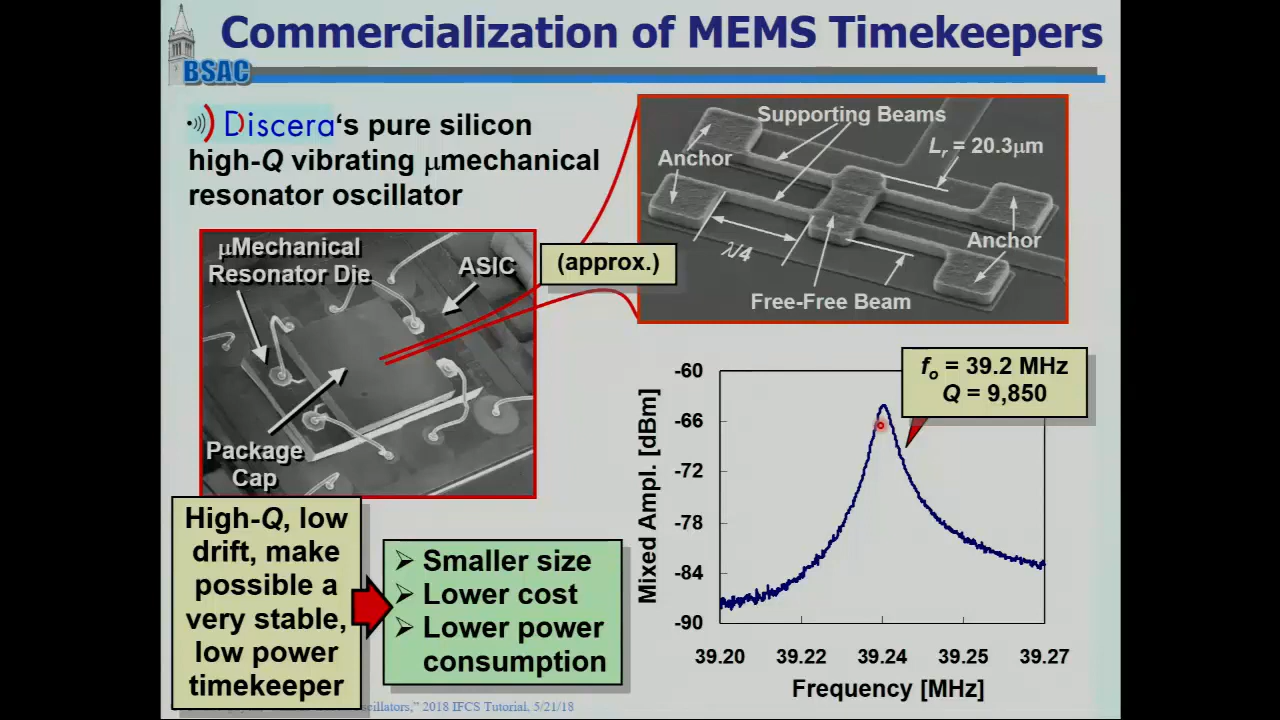 Commercialization of MEMS Timekeepers
BSAC
Discera's pure silicon
high-Q vibrating μmechanical
resonator oscillator
Supporting Beams
Anchor
Lr = 20.3μm
λ/4
Anchor
Free-Free Beam
μMechanical
Resonator Die
ASIC
(approx.)
Package
Cap
fo = 39.2 MHz
Q = 9,850
Mixed Ampl. [dBm]
-60
-66
-72
-78
-84
-90
39.20 39.22 39.24 39.25 39.27
Frequency [MHz]
High-Q, low
drift, make
possible a
very stable,
low power
timekeeper
➢ Smaller size
➢ Lower cost
➢ Lower power
consumption
2018 IFCS Tutorial, 5/21/18